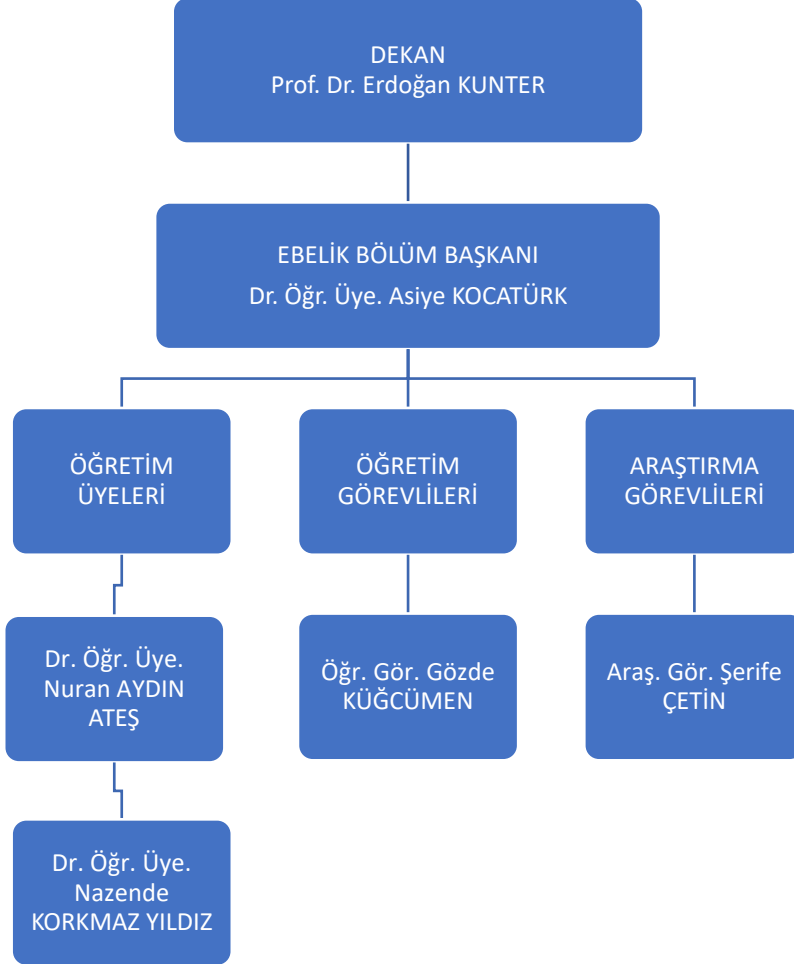 DEKAN
Prof. Dr. Erdoğan KUNTER
EBELİK BÖLÜM BAŞKANI
Dr. Öğr. Üye. Asiye KOCATÜRK
ÖĞRETİM
ÜYELERİ
ÖĞRETİM
GÖREVLİLERİ
ARAŞTIRMA
GÖREVLİLERİ
Dr. Öğr. Üye.
Nuran AYDIN
ATEŞ
Öğr. Gör. Gözde
KÜĞCÜMEN
Araş. Gör. Şerife
ÇETİN
Dr. Öğr. Üye.
Nazende
KORKMAZ YILDIZ